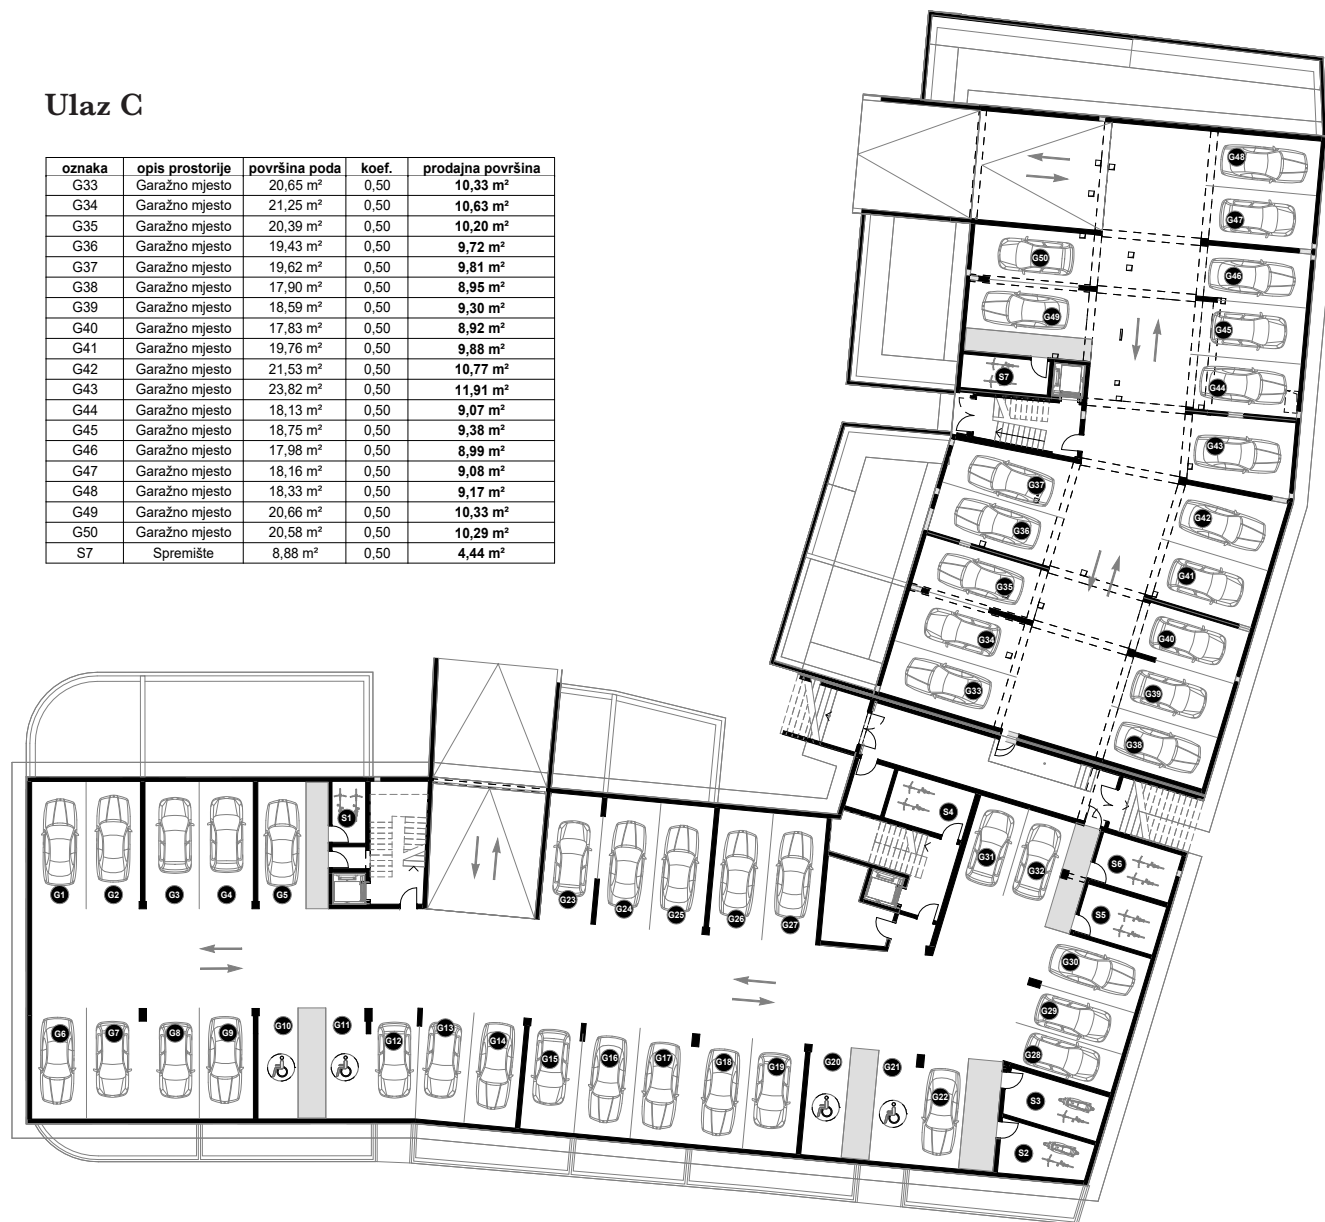 Ulaz C
oznaka opis prostorije površina poda koef. prodajna površina
G33 Garažno mjesto 20,65 m² 0,50 10,33 m²
G34 Garažno mjesto 21,25 m² 0,50 10,63 m²
G35 Garažno mjesto 20,39 m² 0,50 10,20 m²
G36 Garažno mjesto 19,43 m² 0,50 9,72 m²
G37 Garažno mjesto 19,62 m² 0,50 9,81 m²
G38 Garažno mjesto 17,90 m² 0,50 8,95 m²
G39 Garažno mjesto 18,59 m² 0,50 9,30 m²
G40 Garažno mjesto 17,83 m² 0,50 8,92 m²
G41 Garažno mjesto 19,76 m² 0,50 9,88 m²
G42 Garažno mjesto 21,53 m² 0,50 10,77 m²
G43 Garažno mjesto 23,82 m² 0,50 11,91 m²
G44 Garažno mjesto 18,13 m² 0,50 9,07 m²
G45 Garažno mjesto 18,75 m² 0,50 9,38 m²
G46 Garažno mjesto 17,98 m² 0,50 8,99 m²
G47 Garažno mjesto 18,16 m² 0,50 9,08 m²
G48 Garažno mjesto 18,33 m² 0,50 9,17 m²
G49 Garažno mjesto 20,66 m² 0,50 10,33 m²
G50 Garažno mjesto 20,58 m² 0,50 10,29 m²
S7 Spremište 8,88 m² 0,50 4,44 m²
G48
G47
G50
G46
G49
G45
S7
G44
G43
G37
G42
G36
G41
G35
G34
G40
G33
G39
G38
S1
S4
G31
G32
S6
G1
G2
G3
G4
G5
G23
G24
G25
G26
G27
S5
G30
G29
G28
G6
G7
G8
G9
G10
G11
G12
G13
G14
G15
G16
G17
G18
G19
G20
G21
G22
S3
S2